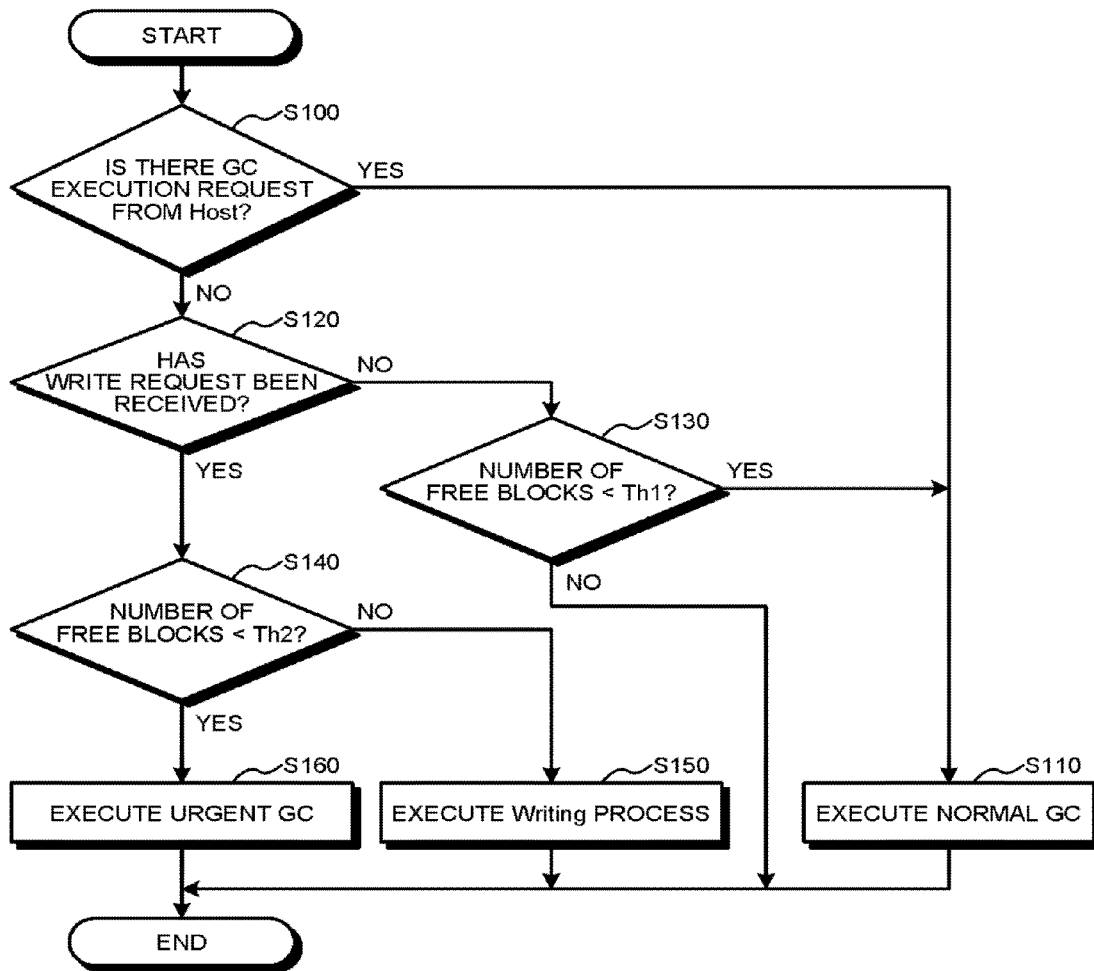 START
S100
IS THERE GC
EXECUTION REQUEST
FROM Host?
YES
NO
S120
HAS
WRITE REQUEST BEEN
RECEIVED?
NO
YES
S130
NUMBER OF
FREE BLOCKS < Th1?
YES
NO
S140
NUMBER OF
FREE BLOCKS < Th2?
NO
YES
S160
EXECUTE URGENT GC
S150
EXECUTE Writing PROCESS
S110
EXECUTE NORMAL GC
END